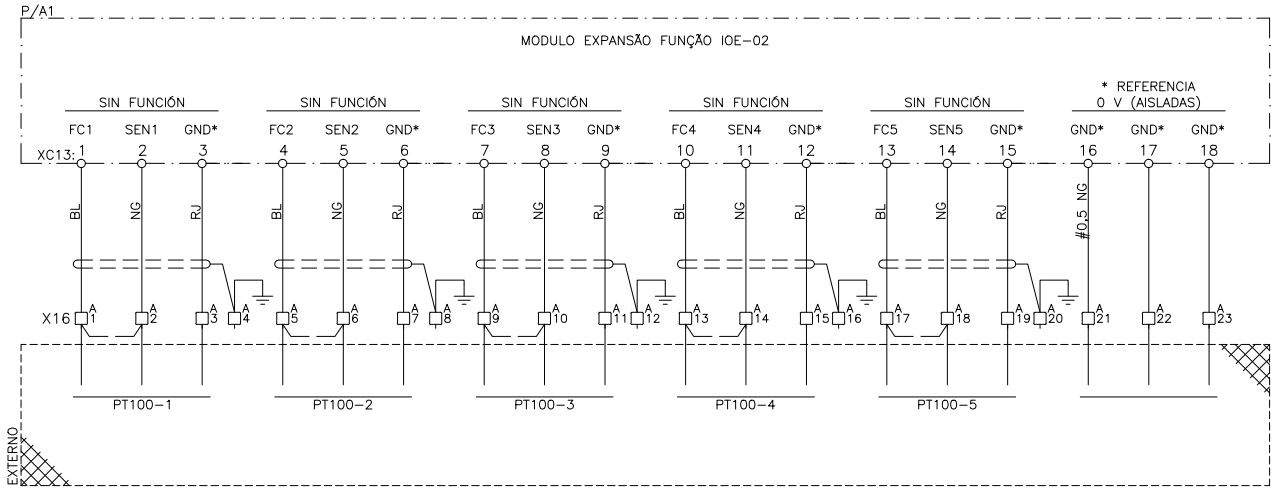 P/A1
MODULO EXPANSÃO FUNÇÃO IOE-02
SIN FUNCIÓN SIN FUNCIÓN SIN FUNCIÓN SIN FUNCIÓN SIN FUNCIÓN * REFERENCIA
0 V (AISLADAS)
FC1 SEN1 GND* FC2 SEN2 GND* FC3 SEN3 GND* FC4 SEN4 GND* FC5 SEN5 GND* GND* GND* GND*
XC13: 1 2 3 4 5 6 7 8 9 10 11 12 13 14 15 16 17 18
BL NG RJ BL NG RJ BL NG RJ BL NG RJ BL NG RJ #0,5 NG
A A A A A A A A A A A A A A A A A A A A A A A
X16 1 2 3 4 5 6 7 8 9 10 11 12 13 14 15 16 17 18 19 20 21 22 23
PT100-1 PT100-2 PT100-3 PT100-4 PT100-5
EXTERNO